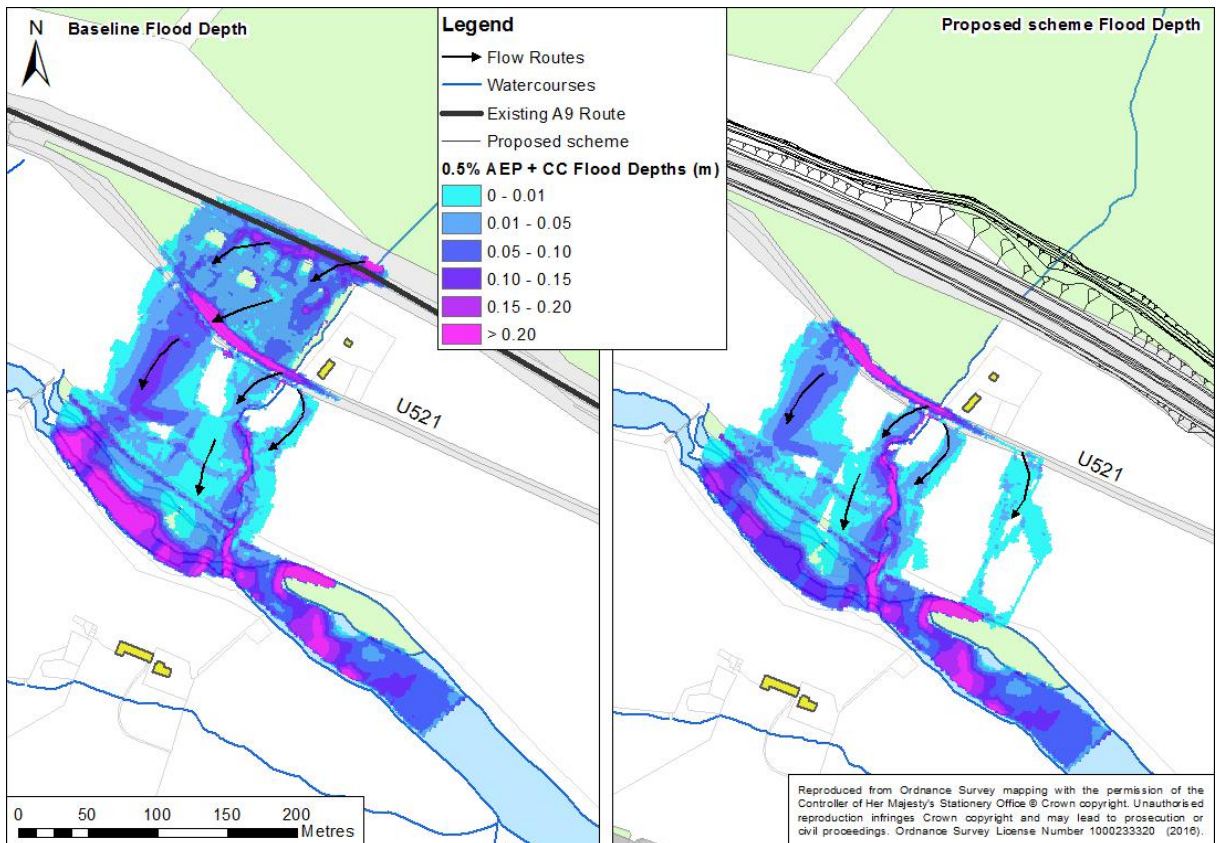 Baseline Flood Depth
N
Legend
Flow Routes
Watercourses
Existing A9 Route
Proposed scheme
0.5% AEP + CC Flood Depths (m)
0 - 0.01
0.01 - 0.05
0.05 - 0.10
0.10 - 0.15
0.15 - 0.20
> 0.20
U521
0 50 100 150 200
Metres
Proposed scheme Flood Depth
U521
Reproduced from Ordnance Survey mapping with the permission of the
Controller of Her Majesty's Stationery Office © Crown copyright. Unauthorised
reproduction infringes Crown copyright and may lead to prosecution or
civil proceedings. Ordnance Survey License Number 1000233320 (2016).